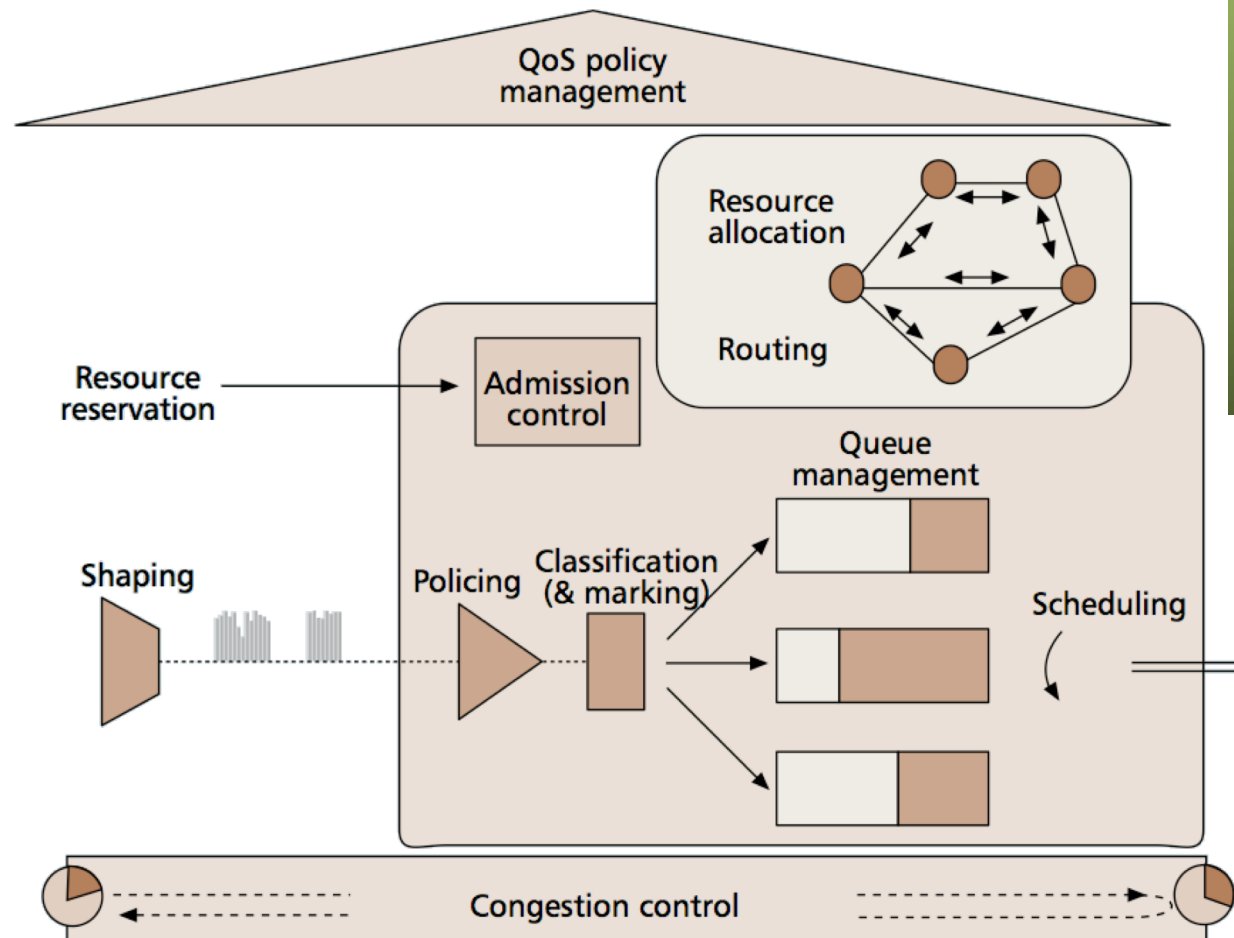 QoS policy
management
Resource
allocation
Routing
Resource
reservation
Admission
control
Queue
management
Shaping
Policing
Classification
(& marking)
Scheduling
Congestion control